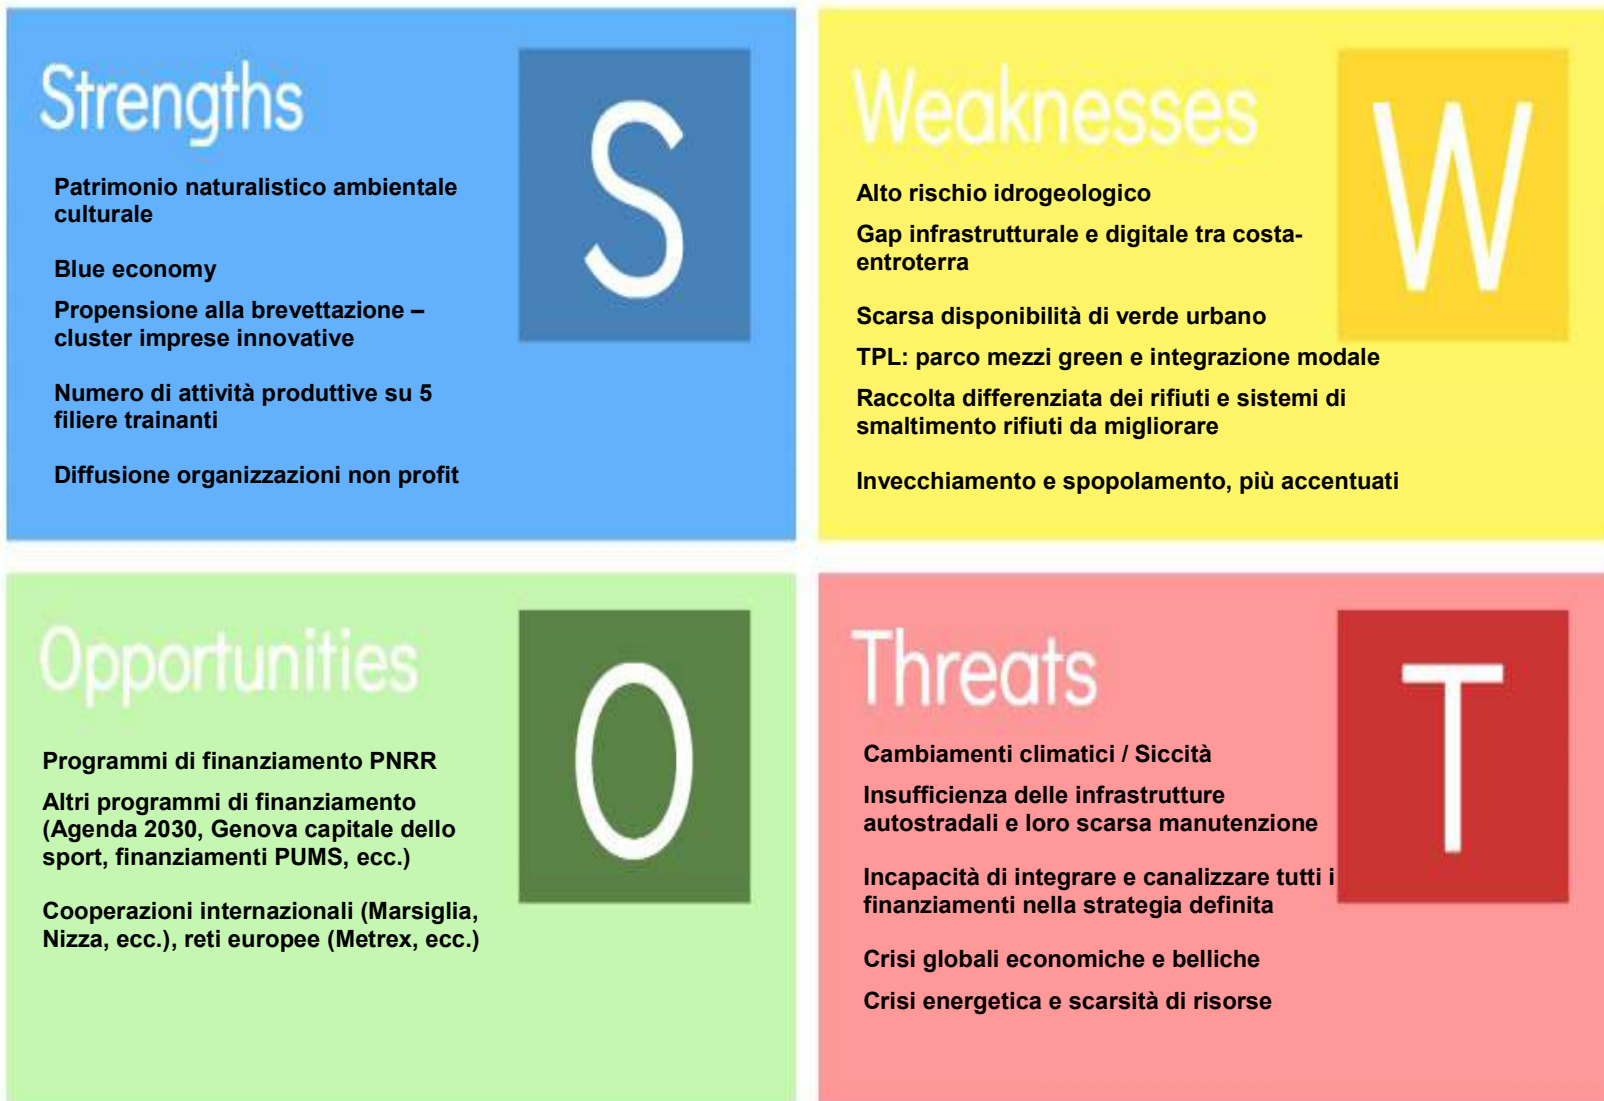 Strengths
S
Patrimonio naturalistico ambientale
culturale
Blue economy
Propensione alla brevettazione –
cluster imprese innovative
Numero di attività produttive su 5
filiere trainanti
Diffusione organizzazioni non profit
Weaknesses
W
Alto rischio idrogeologico
Gap infrastrutturale e digitale tra costa-
entroterra
Scarsa disponibilità di verde urbano
TPL: parco mezzi green e integrazione modale
Raccolta differenziata dei rifiuti e sistemi di
smaltimento rifiuti da migliorare
Invecchiamento e spopolamento, più accentuati
Opportunities
O
Programmi di finanziamento PNRR
Altri programmi di finanziamento
(Agenda 2030, Genova capitale dello
sport, finanziamenti PUMS, ecc.)
Cooperazioni internazionali (Marsiglia,
Nizza, ecc.), reti europee (Metrex, ecc.)
Threats
T
Cambiamenti climatici / Siccità
Insufficienza delle infrastrutture
autostradali e loro scarsa manutenzione
Incapacità di integrare e canalizzare tutti i
finanziamenti nella strategia definita
Crisi globali economiche e belliche
Crisi energetica e scarsità di risorse